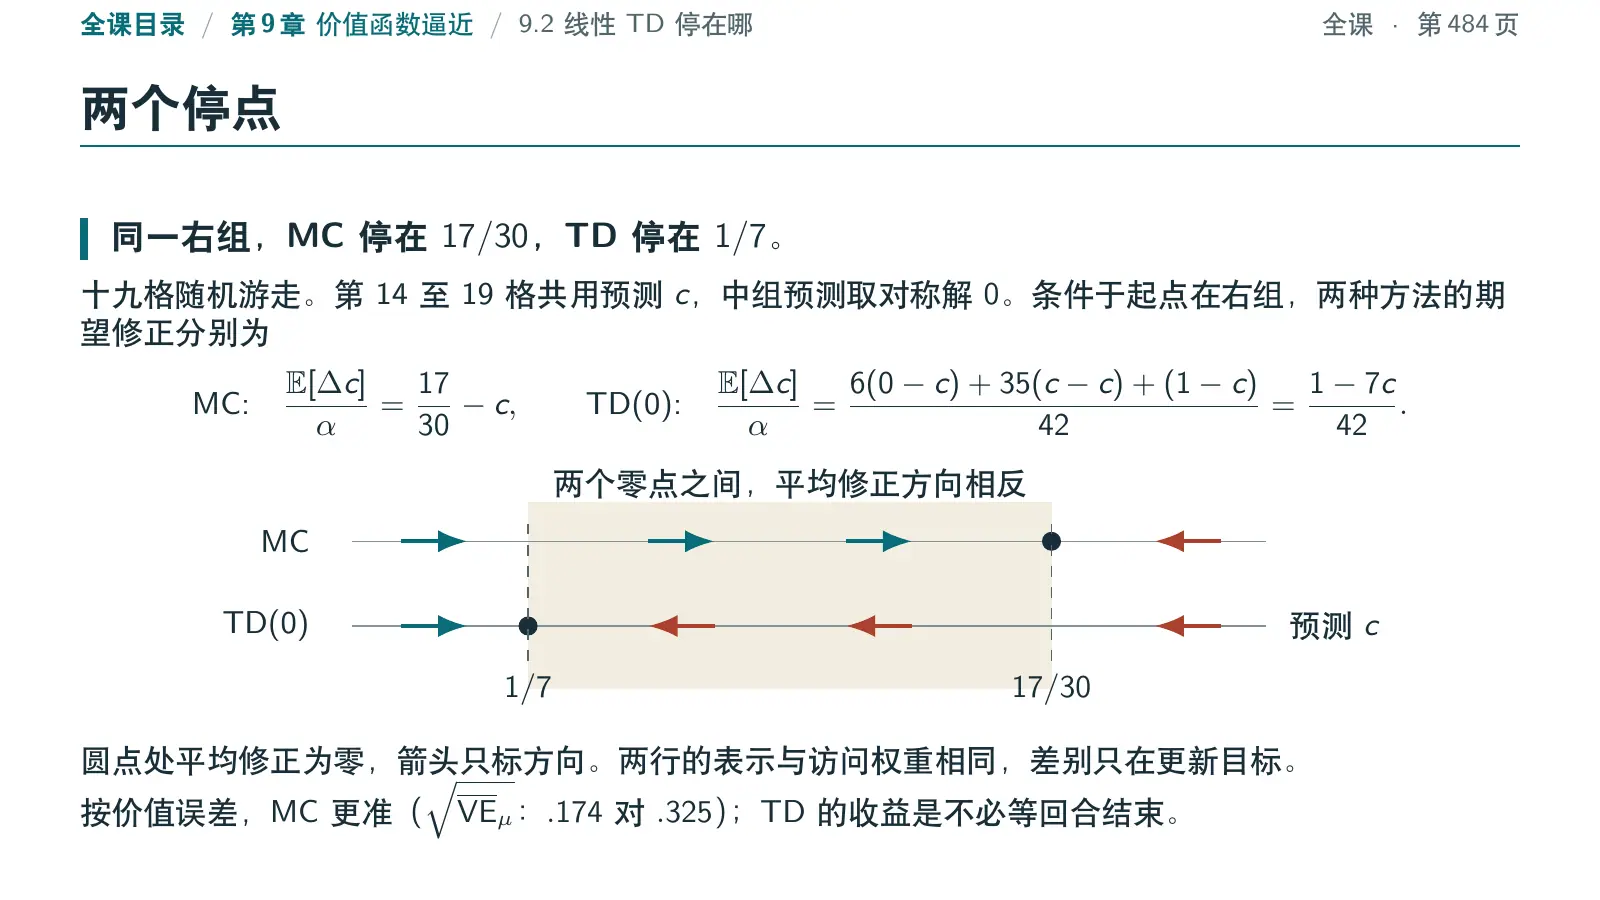 全课目录 / 第 9 章 价值函数逼近 / 9.2 线性 TD 停在哪
全课 · 第 484 页
两个停点
同一右组，MC 停在 17/30，TD 停在 1/7。
十九格随机游走。第 14 至 19 格共用预测 c，中组预测取对称解 0。条件于起点在右组，两种方法的期
望修正分别为
MC: 𝔼[Δc]/α = 17/30 − c, TD(0): 𝔼[Δc]/α = (6(0 − c) + 35(c − c) + (1 − c))/42 = (1 − 7c)/42.
两个零点之间，平均修正方向相反
MC
TD(0)
预测 c
1/7
17/30
圆点处平均修正为零，箭头只标方向。两行的表示与访问权重相同，差别只在更新目标。
按价值误差，MC 更准（√V̅E̅_μ：.174 对 .325）；TD 的收益是不必等回合结束。